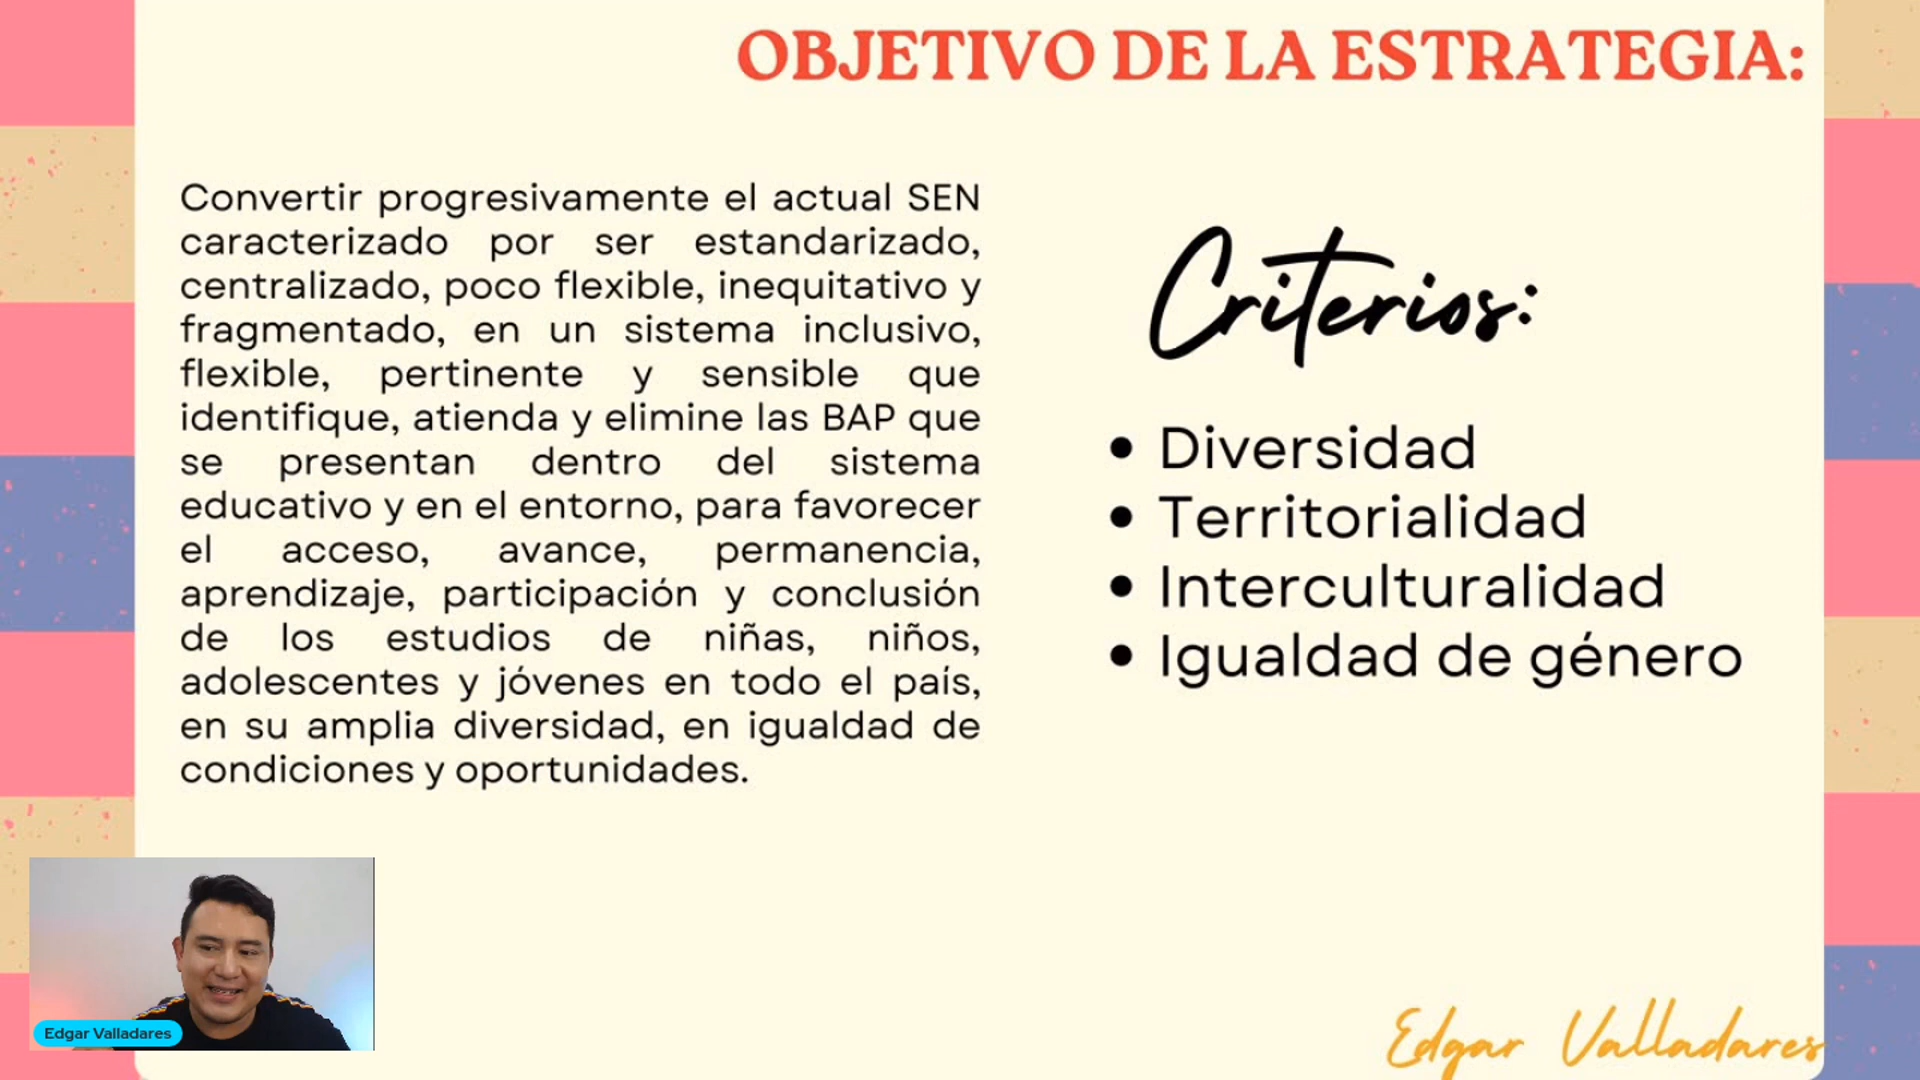 OBJETIVO DE LA ESTRATEGIA:
Convertir progresivamente el actual SEN
caracterizado por ser estandarizado,
centralizado, poco flexible, inequitativo y
fragmentado, en un sistema inclusivo,
flexible, pertinente y sensible que
identifique, atienda y elimine las BAP que
se presentan dentro del sistema
educativo y en el entorno, para favorecer
el acceso, avance, permanencia,
aprendizaje, participación y conclusión
de los estudios de niñas, niños,
adolescentes y jóvenes en todo el país,
en su amplia diversidad, en igualdad de
condiciones y oportunidades.
Criterios:
• Diversidad
• Territorialidad
• Interculturalidad
• Igualdad de género
Edgar Valladares
Edgar Valladares